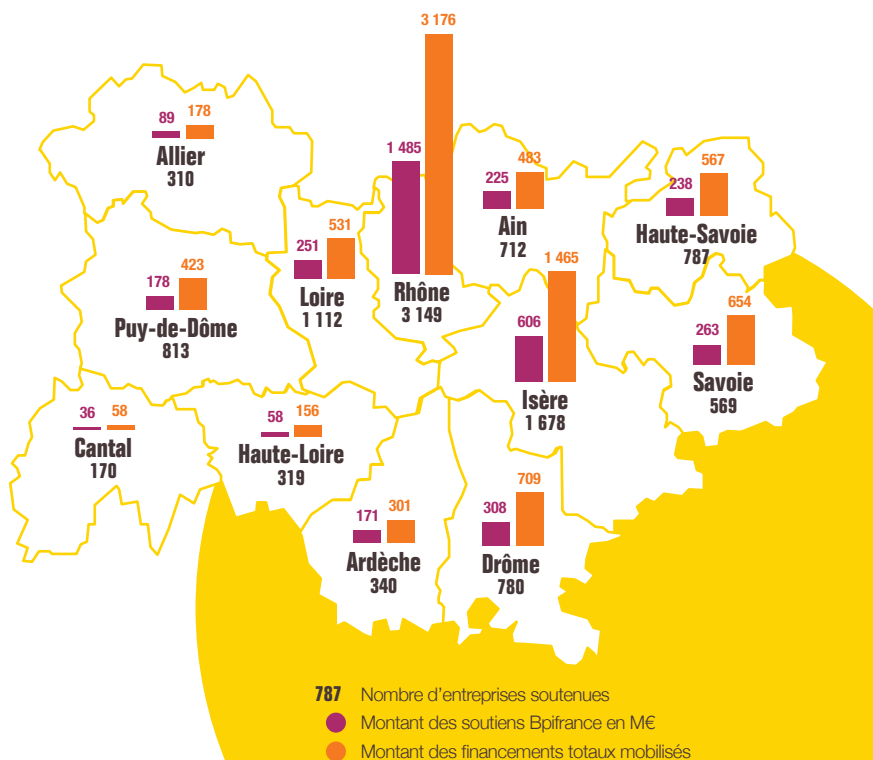 3 176
89 178
Allier
310
1 485
225 483
Ain
712
238 567
Haute-Savoie
787
251 531
Loire
1 112
Rhône
3 149
178 423
Puy-de-Dôme
813
606 1 465
Isère
1 678
263 654
Savoie
569
36 58
Cantal
170
58 156
Haute-Loire
319
171 301
Ardèche
340
308 709
Drôme
780
787 Nombre d'entreprises soutenues
Montant des soutiens Bpifrance en M€
Montant des financements totaux mobilisés